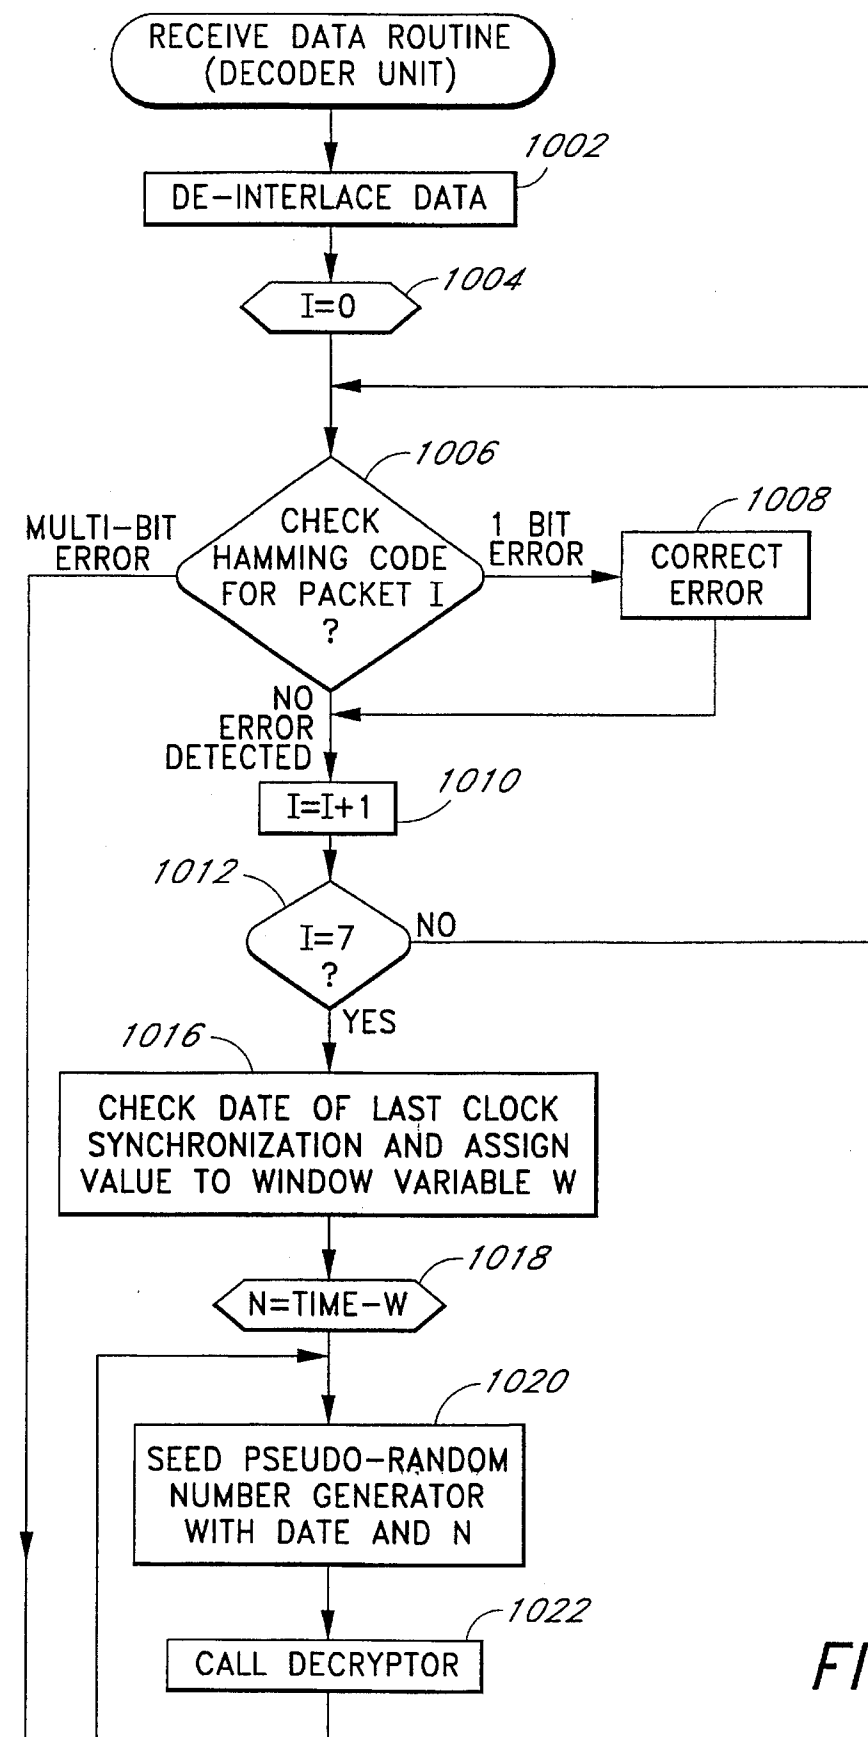 RECEIVE DATA ROUTINE
(DECODER UNIT)
1002
DE-INTERLACE DATA
1004
I=0
1006
MULTI-BIT
ERROR
CHECK
HAMMING CODE
FOR PACKET I
?
1 BIT
ERROR
1008
CORRECT
ERROR
NO
ERROR
DETECTED
1010
I=I+1
1012
I=7
?
NO
YES
1016
CHECK DATE OF LAST CLOCK
SYNCHRONIZATION AND ASSIGN
VALUE TO WINDOW VARIABLE W
1018
N=TIME-W
1020
SEED PSEUDO-RANDOM
NUMBER GENERATOR
WITH DATE AND N
1022
CALL DECRYPTOR
FI